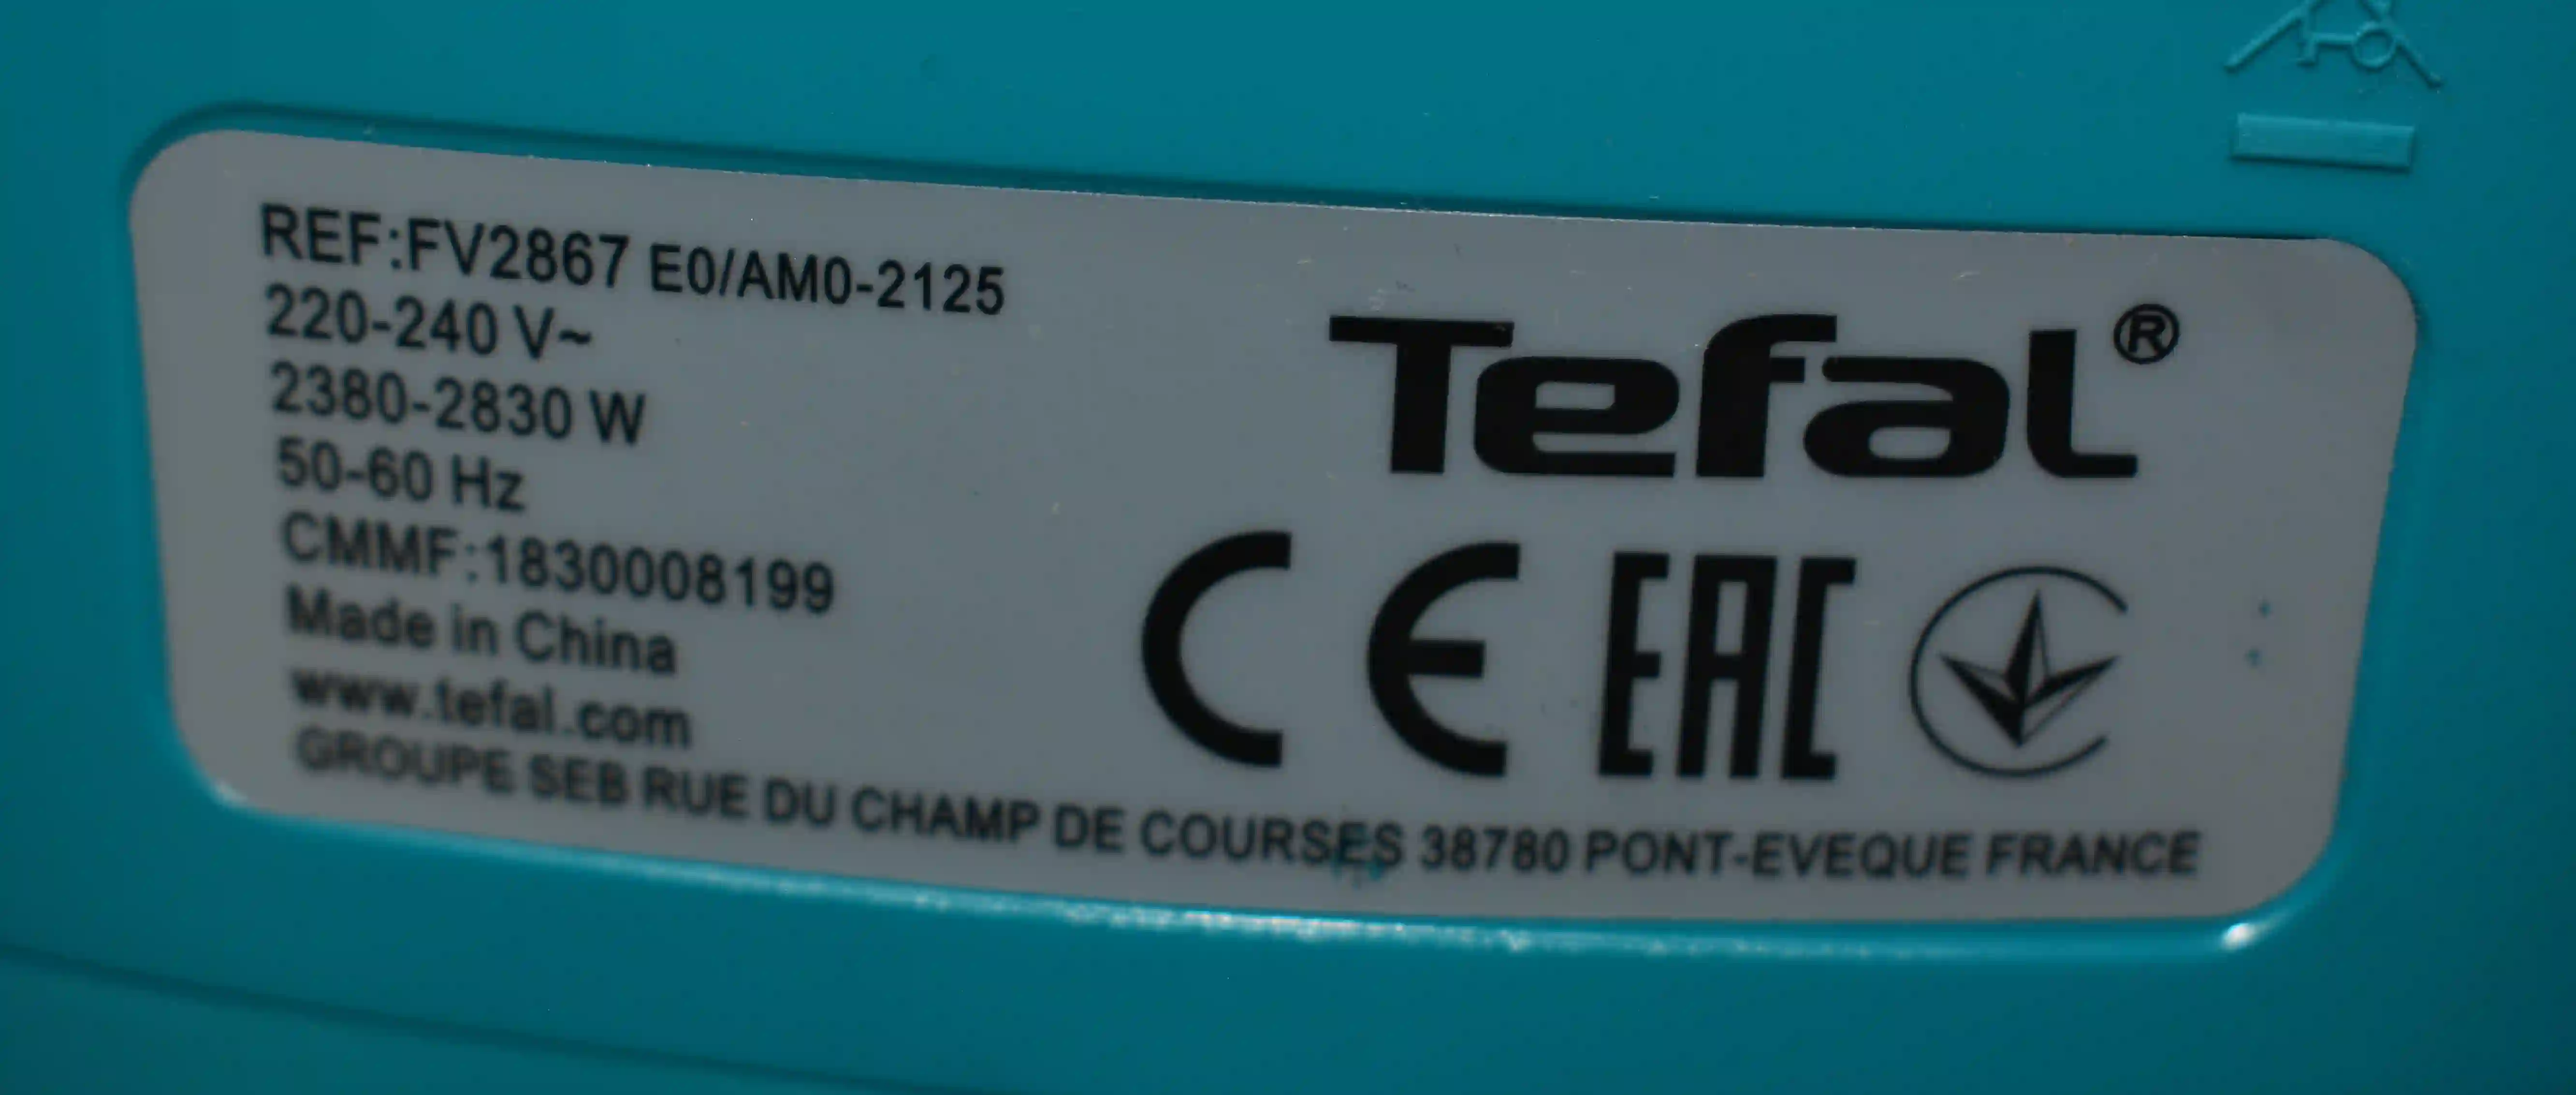 REF:FV2867 E0/AM0-2125
220-240 V~
2380-2830 W
50-60 Hz
CMMF:1830008199
Made in China
www.tefal.com
GROUPE SEB RUE DU CHAMP DE COURSES 38780 PONT-EVEQUE FRANCE
Tefal®
CE EAC